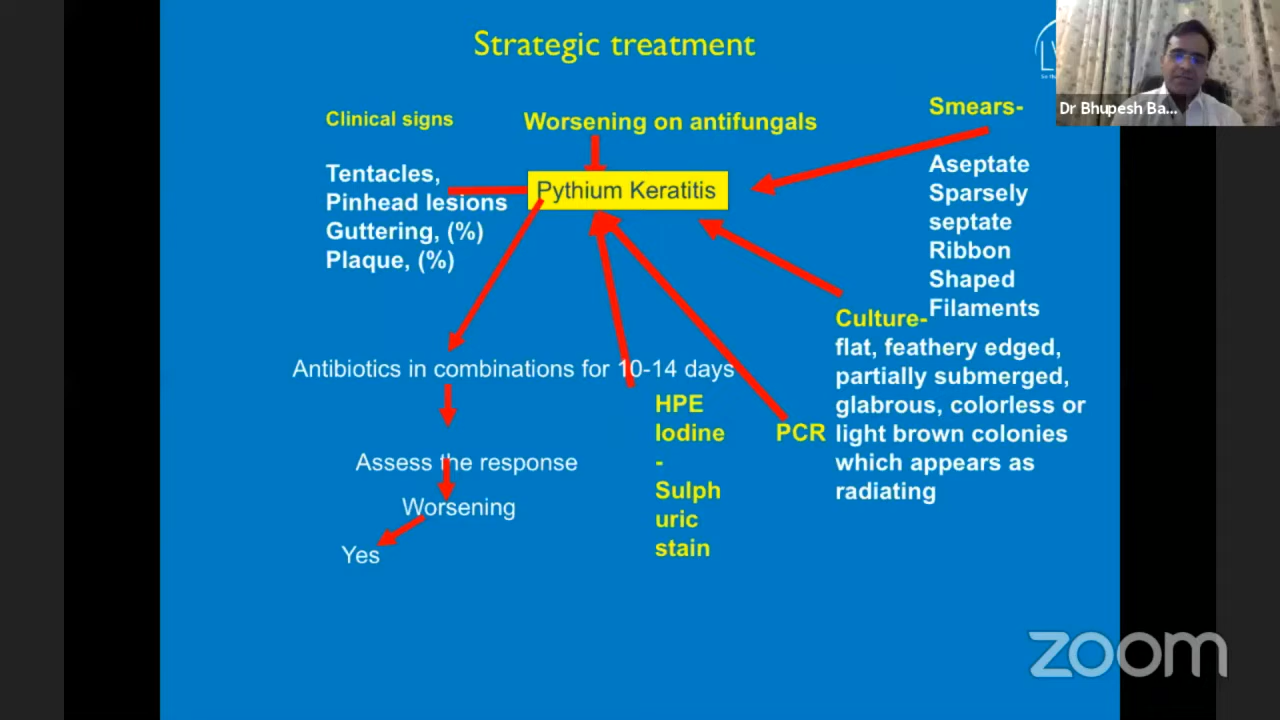 Strategic treatment
Dr Bhupesh Ba...
Clinical signs
Tentacles,
Pinhead lesions
Guttering, (%)
Plaque, (%)
Worsening on antifungals
Pythium Keratitis
Smears-
Aseptate
Sparsely
septate
Ribbon
Shaped
Filaments
Culture-
flat, feathery edged,
partially submerged,
glabrous, colorless or
light brown colonies
which appears as
radiating
PCR
HPE
Iodine
-
Sulph
uric
stain
Antibiotics in combinations for 10-14 days
Assess the response
Worsening
Yes
zoom